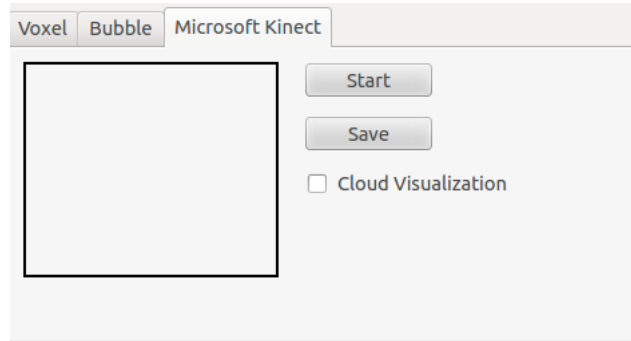 Voxel Bubble Microsoft Kinect
Start
Save
Cloud Visualization